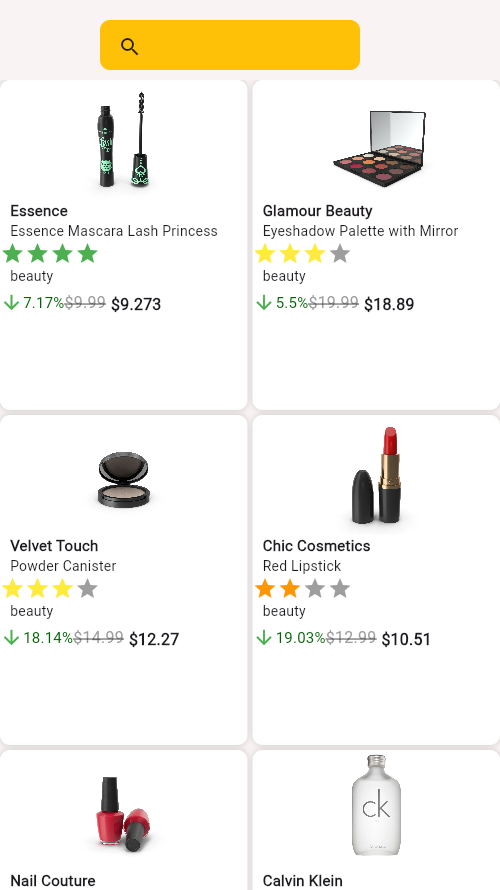 Essence
Essence Mascara Lash Princess
beauty
7.17% $9.99 $9.273
Glamour Beauty
Eyeshadow Palette with Mirror
beauty
5.5% $19.99 $18.89
Velvet Touch
Powder Canister
beauty
18.14% $14.99 $12.27
Chic Cosmetics
Red Lipstick
beauty
19.03% $12.99 $10.51
Nail Couture
ck
Calvin Klein